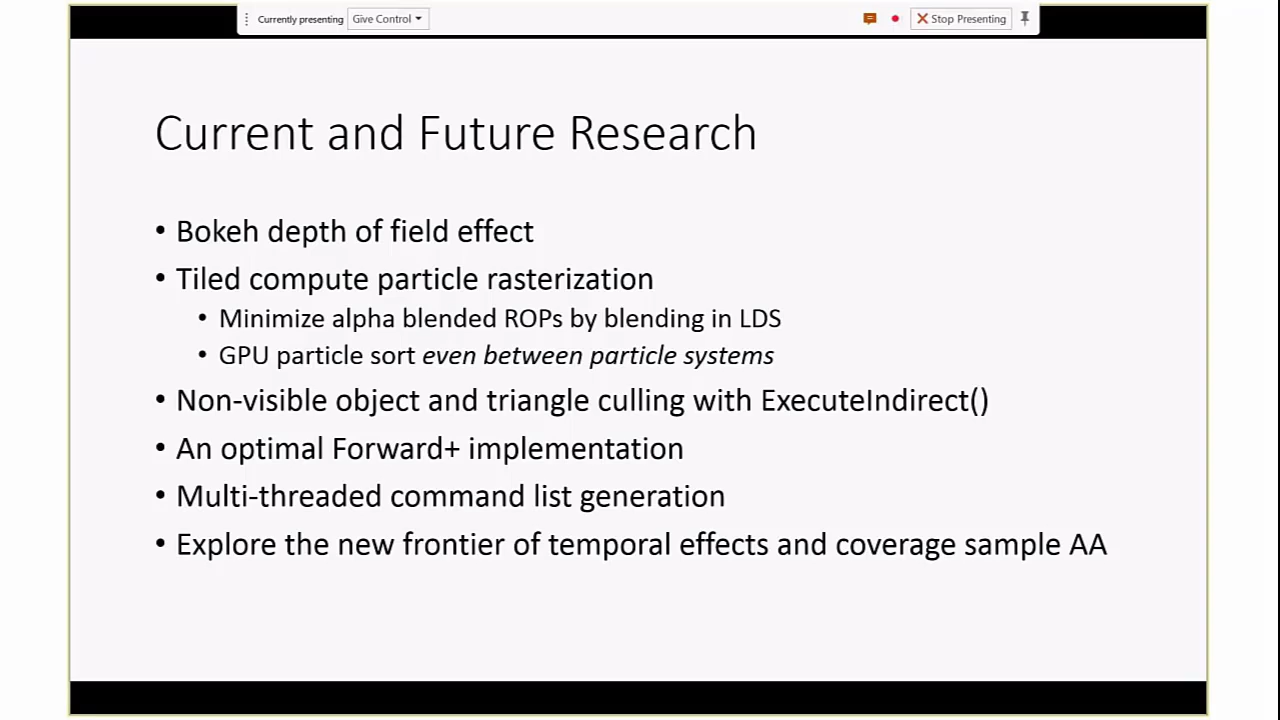 Currently presenting Give Control Stop Presenting
Current and Future Research
• Bokeh depth of field effect
• Tiled compute particle rasterization
• Minimize alpha blended ROPs by blending in LDS
• GPU particle sort even between particle systems
• Non-visible object and triangle culling with ExecuteIndirect()
• An optimal Forward+ implementation
• Multi-threaded command list generation
• Explore the new frontier of temporal effects and coverage sample AA